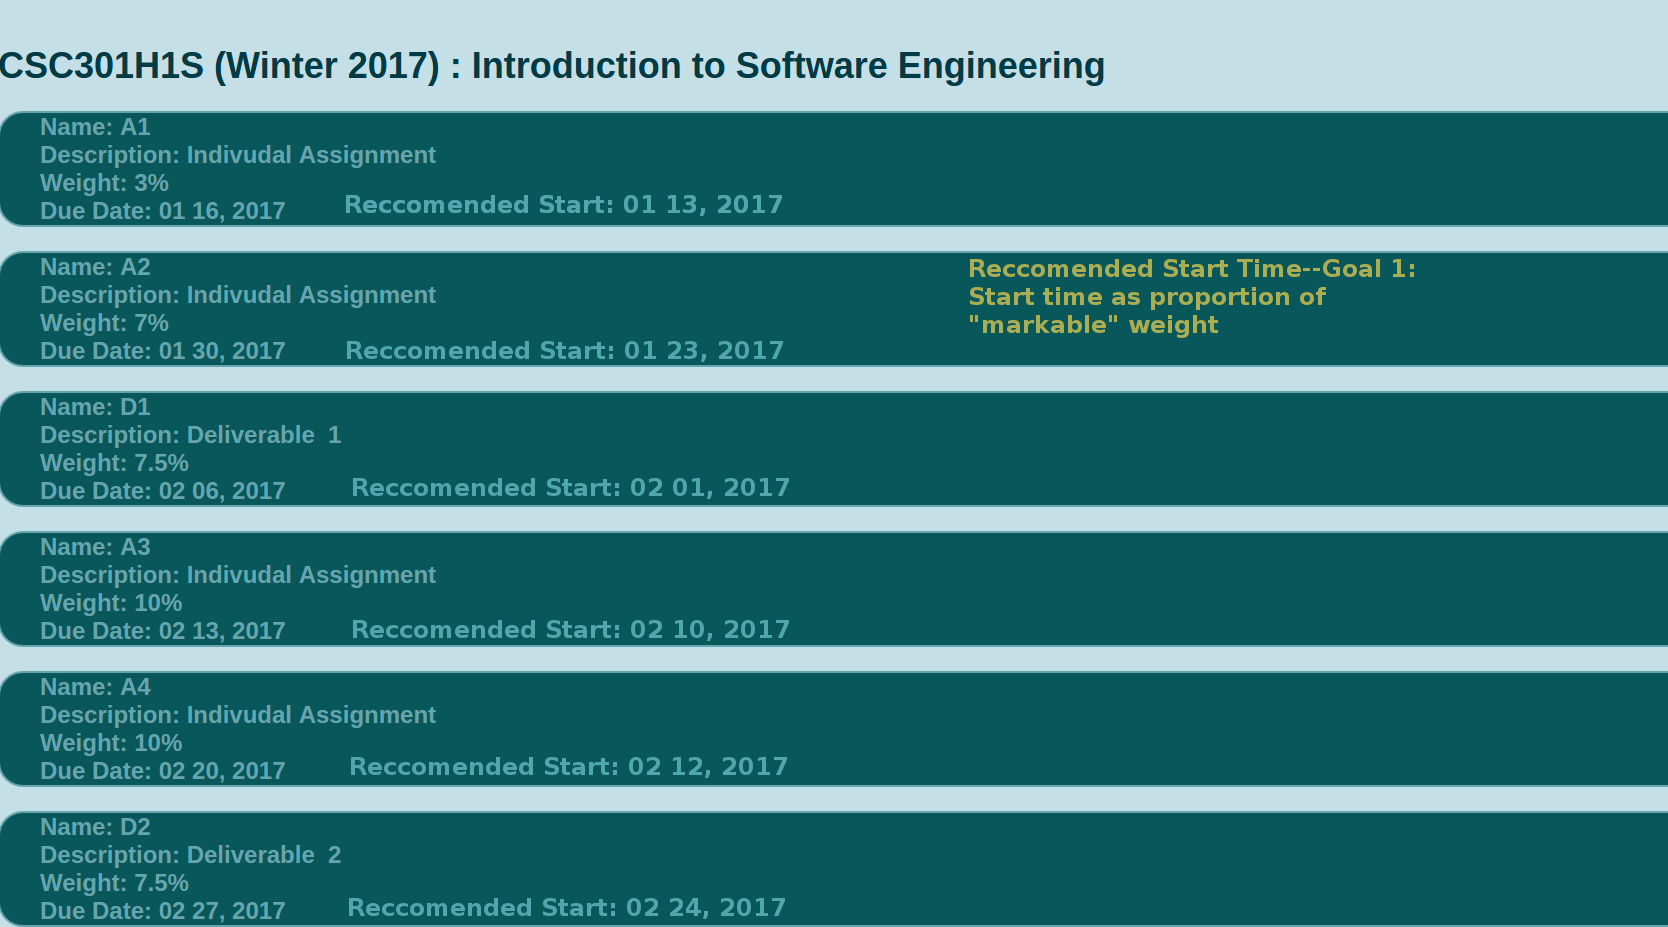 CSC301H1S (Winter 2017) : Introduction to Software Engineering
Name: A1
Description: Indivudal Assignment
Weight: 3%
Due Date: 01 16, 2017 Reccomended Start: 01 13, 2017
Name: A2
Description: Indivudal Assignment
Weight: 7%
Due Date: 01 30, 2017 Reccomended Start: 01 23, 2017
Reccomended Start Time--Goal 1:
Start time as proportion of
"markable" weight
Name: D1
Description: Deliverable 1
Weight: 7.5%
Due Date: 02 06, 2017 Reccomended Start: 02 01, 2017
Name: A3
Description: Indivudal Assignment
Weight: 10%
Due Date: 02 13, 2017 Reccomended Start: 02 10, 2017
Name: A4
Description: Indivudal Assignment
Weight: 10%
Due Date: 02 20, 2017 Reccomended Start: 02 12, 2017
Name: D2
Description: Deliverable 2
Weight: 7.5%
Due Date: 02 27, 2017 Reccomended Start: 02 24, 2017